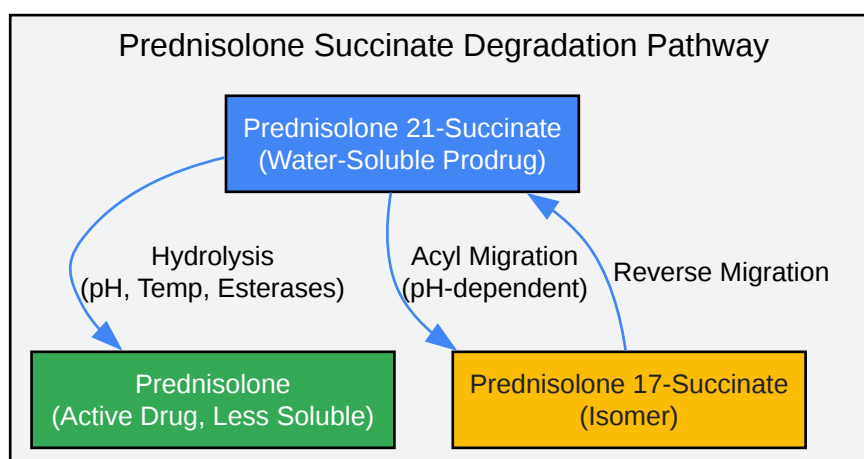 Prednisolone Succinate Degradation Pathway
Prednisolone 21-Succinate
(Water-Soluble Prodrug)
Hydrolysis
(pH, Temp, Esterases)
Acyl Migration
(pH-dependent)
Reverse Migration
Prednisolone
(Active Drug, Less Soluble)
Prednisolone 17-Succinate
(Isomer)